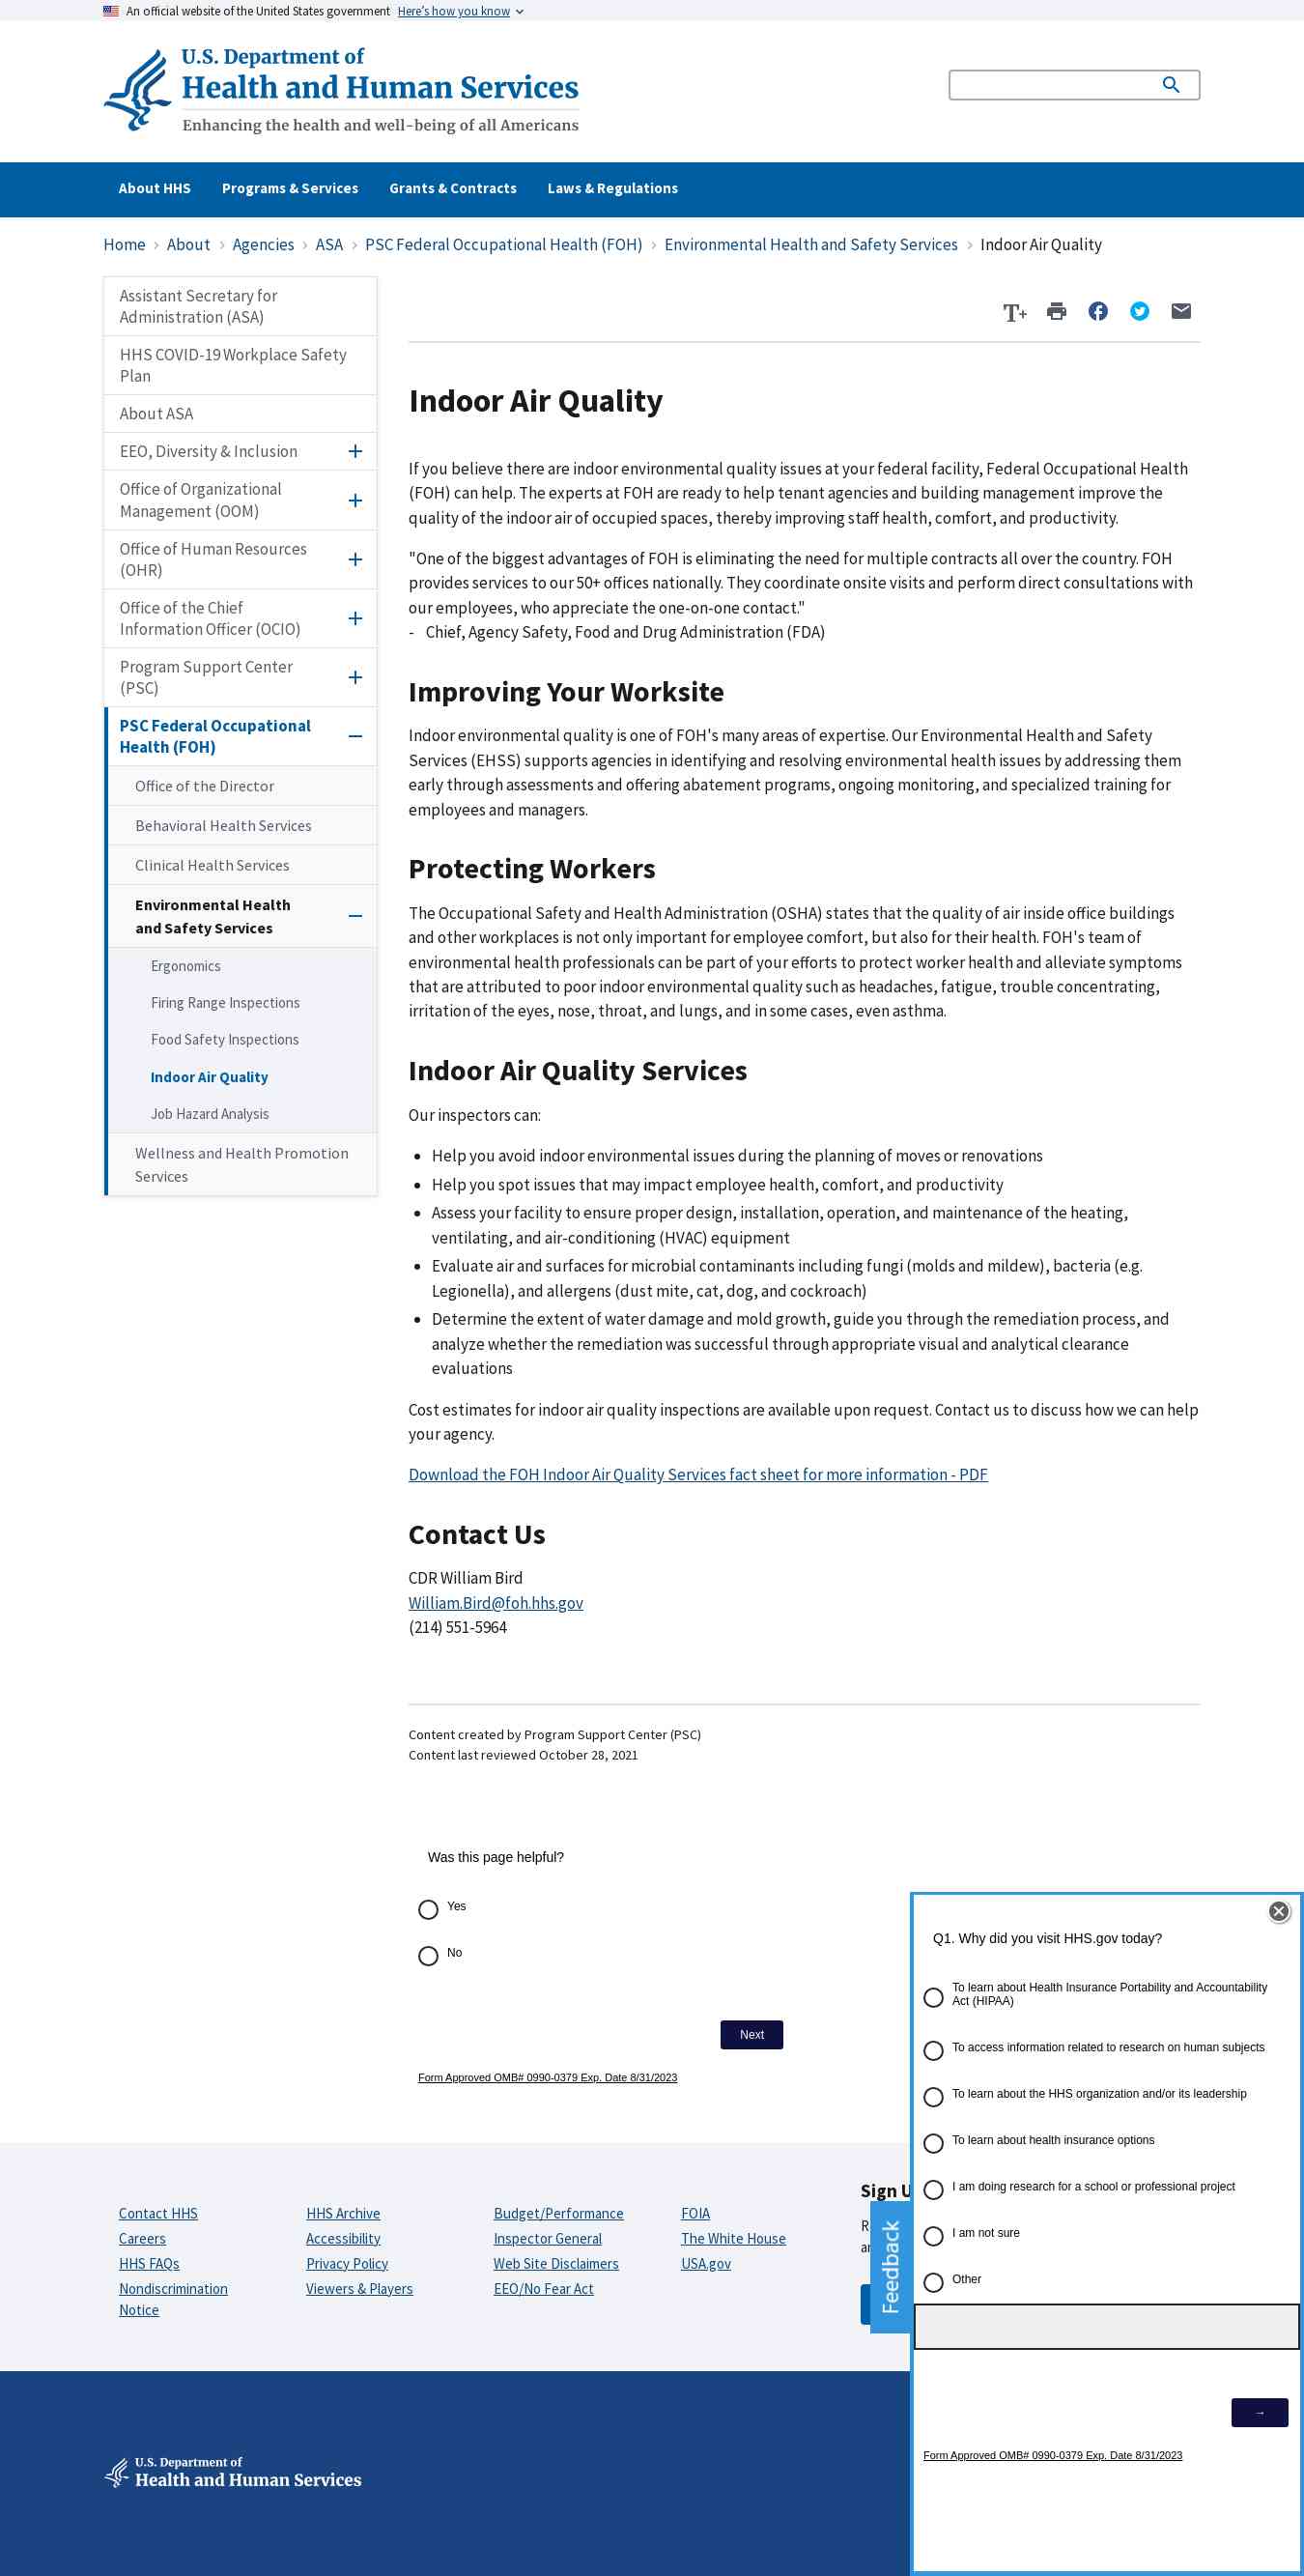 An official website of the United States government Here's how you know
U.S. Department of
Health and Human Services
Enhancing the health and well-being of all Americans
About HHS Programs & Services Grants & Contracts Laws & Regulations
Home > About > Agencies > ASA > PSC Federal Occupational Health (FOH) > Environmental Health and Safety Services > Indoor Air Quality
Assistant Secretary for
Administration (ASA)
HHS COVID-19 Workplace Safety
Plan
About ASA
EEO, Diversity & Inclusion
Office of Organizational
Management (OOM)
Office of Human Resources
(OHR)
Office of the Chief
Information Officer (OCIO)
Program Support Center
(PSC)
PSC Federal Occupational
Health (FOH)
Office of the Director
Behavioral Health Services
Clinical Health Services
Environmental Health
and Safety Services
Ergonomics
Firing Range Inspections
Food Safety Inspections
Indoor Air Quality
Job Hazard Analysis
Wellness and Health Promotion
Services
T+
Indoor Air Quality
If you believe there are indoor environmental quality issues at your federal facility, Federal Occupational Health
(FOH) can help. The experts at FOH are ready to help tenant agencies and building management improve the
quality of the indoor air of occupied spaces, thereby improving staff health, comfort, and productivity.
"One of the biggest advantages of FOH is eliminating the need for multiple contracts all over the country. FOH
provides services to our 50+ offices nationally. They coordinate onsite visits and perform direct consultations with
our employees, who appreciate the one-on-one contact."
- Chief, Agency Safety, Food and Drug Administration (FDA)
Improving Your Worksite
Indoor environmental quality is one of FOH's many areas of expertise. Our Environmental Health and Safety
Services (EHSS) supports agencies in identifying and resolving environmental health issues by addressing them
early through assessments and offering abatement programs, ongoing monitoring, and specialized training for
employees and managers.
Protecting Workers
The Occupational Safety and Health Administration (OSHA) states that the quality of air inside office buildings
and other workplaces is not only important for employee comfort, but also for their health. FOH's team of
environmental health professionals can be part of your efforts to protect worker health and alleviate symptoms
that are attributed to poor indoor environmental quality such as headaches, fatigue, trouble concentrating,
irritation of the eyes, nose, throat, and lungs, and in some cases, even asthma.
Indoor Air Quality Services
Our inspectors can:
• Help you avoid indoor environmental issues during the planning of moves or renovations
• Help you spot issues that may impact employee health, comfort, and productivity
• Assess your facility to ensure proper design, installation, operation, and maintenance of the heating,
ventilating, and air-conditioning (HVAC) equipment
• Evaluate air and surfaces for microbial contaminants including fungi (molds and mildew), bacteria (e.g.
Legionella), and allergens (dust mite, cat, dog, and cockroach)
• Determine the extent of water damage and mold growth, guide you through the remediation process, and
analyze whether the remediation was successful through appropriate visual and analytical clearance
evaluations
Cost estimates for indoor air quality inspections are available upon request. Contact us to discuss how we can help
your agency.
Download the FOH Indoor Air Quality Services fact sheet for more information - PDF
Contact Us
CDR William Bird
William.Bird@foh.hhs.gov
(214) 551-5964
Content created by Program Support Center (PSC)
Content last reviewed October 28, 2021
Was this page helpful?
Yes
No
Next
Form Approved OMB# 0990-0379 Exp. Date 8/31/2023
Q1. Why did you visit HHS.gov today?
To learn about Health Insurance Portability and Accountability
Act (HIPAA)
To access information related to research on human subjects
To learn about the HHS organization and/or its leadership
To learn about health insurance options
I am doing research for a school or professional project
I am not sure
Other
→
Form Approved OMB# 0990-0379 Exp. Date 8/31/2023
Feedback
Contact HHS
Careers
HHS FAQs
Nondiscrimination
Notice
HHS Archive
Accessibility
Privacy Policy
Viewers & Players
Budget/Performance
Inspector General
Web Site Disclaimers
EEO/No Fear Act
FOIA
The White House
USA.gov
Sign
U.S. Department of
Health and Human Services